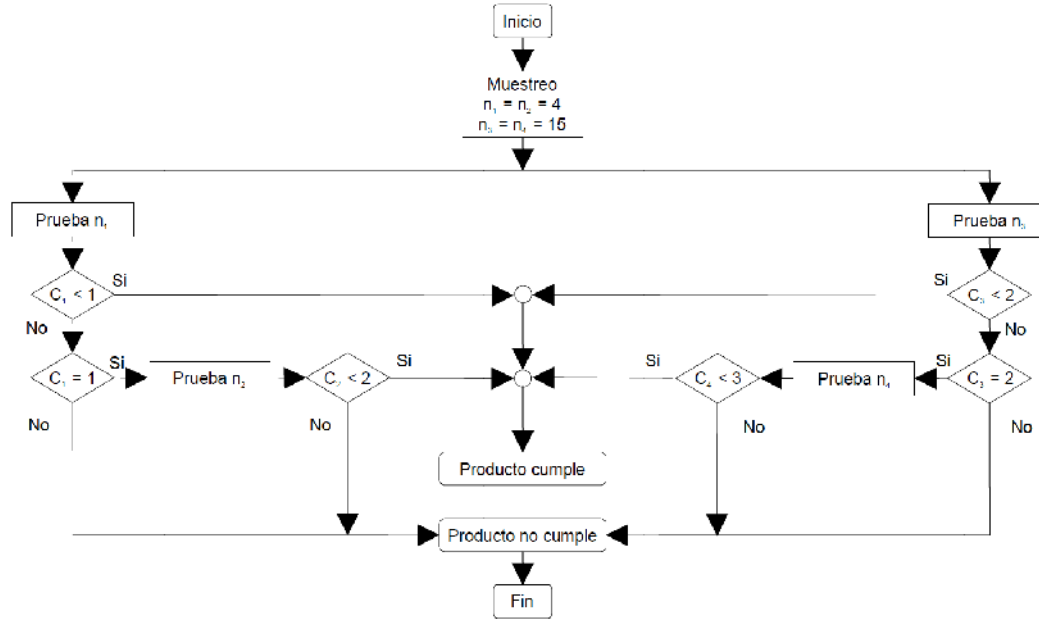 Inicio
Muestreo
n₁ = n₂ = 4
n₃ = n₄ = 15
Prueba n₁
Prueba n₃
C₁ < 1
Si
Si
C₃ < 2
No
No
C₁ = 1
Si
Prueba n₂
C₂ < 2
Si
Si
C₄ < 3
Prueba n₄
Si
C₃ = 2
No
No
No
No
Producto cumple
Producto no cumple
Fin